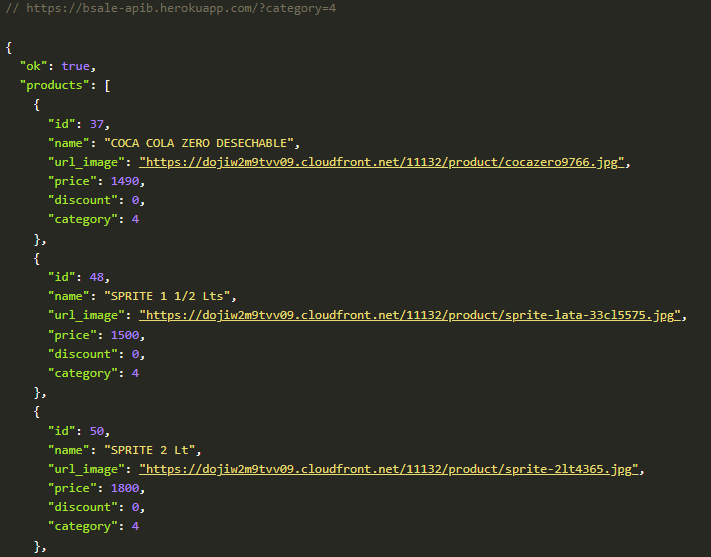 // https://bsale-apib.herokuapp.com/?category=4
{
"ok": true,
"products": [
{
"id": 37,
"name": "COCA COLA ZERO DESECHABLE",
"url_image": "https://dojiw2m9tvv09.cloudfront.net/11132/product/cocazero9766.jpg",
"price": 1490,
"discount": 0,
"category": 4
},
{
"id": 48,
"name": "SPRITE 1 1/2 Lts",
"url_image": "https://dojiw2m9tvv09.cloudfront.net/11132/product/sprite-lata-33cl5575.jpg",
"price": 1500,
"discount": 0,
"category": 4
},
{
"id": 50,
"name": "SPRITE 2 Lt",
"url_image": "https://dojiw2m9tvv09.cloudfront.net/11132/product/sprite-2lt4365.jpg",
"price": 1800,
"discount": 0,
"category": 4
},